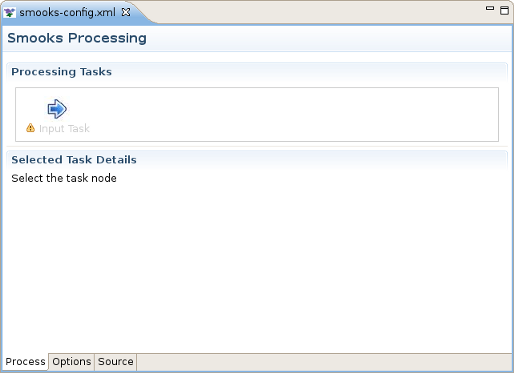 smooks-config.xml
Smooks Processing
Processing Tasks
Input Task
Selected Task Details
Select the task node
Process Options Source